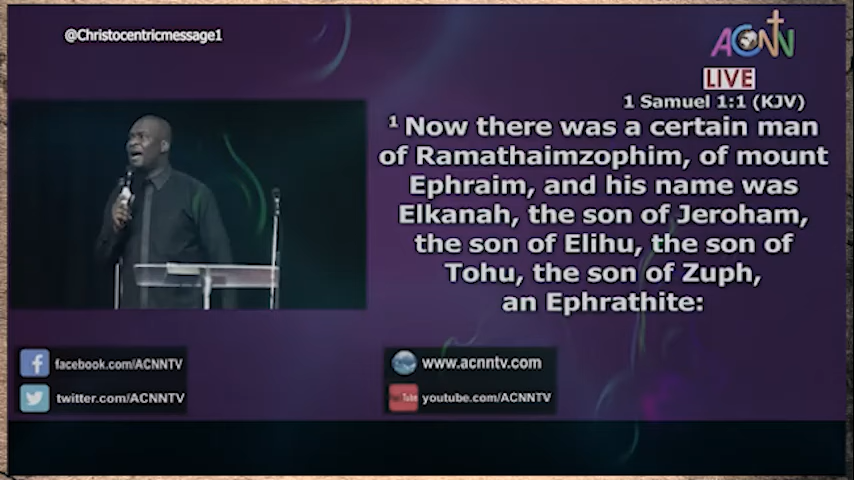 @Christocentricmessage1
ACNN
LIVE
1 Samuel 1:1 (KJV)
1 Now there was a certain man
of Ramathaimzophim, of mount
Ephraim, and his name was
Elkanah, the son of Jeroham,
the son of Elihu, the son of
Tohu, the son of Zuph,
an Ephrathite:
facebook.com/ACNNTV
www.acnntv.com
twitter.com/ACNNTV
YouTube
youtube.com/ACNNTV